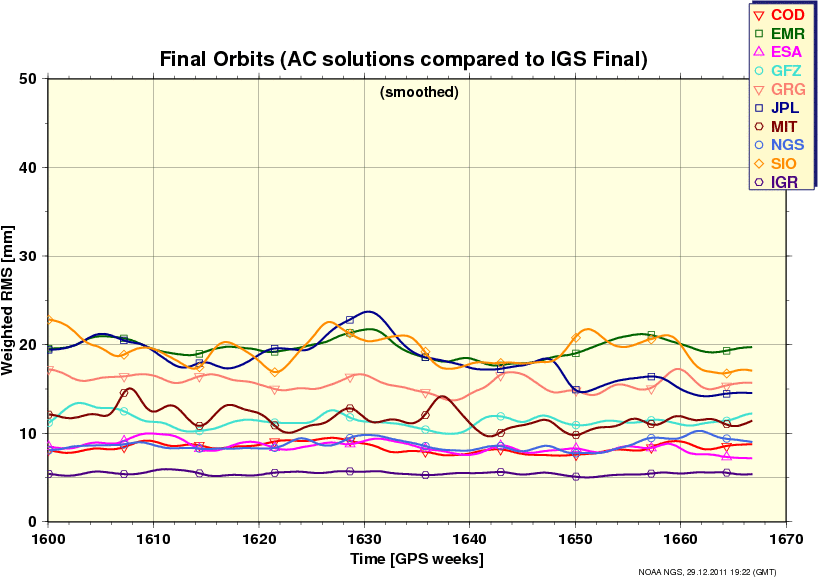 COD
EMR
ESA
GFZ
GRG
JPL
MIT
NGS
SIO
IGR
Final Orbits (AC solutions compared to IGS Final)
(smoothed)
50
40
30
20
10
0
Weighted RMS [mm]
1600 1610 1620 1630 1640 1650 1660 1670
Time [GPS weeks]
NOAA NGS, 29.12.2011 19:22 (GMT)